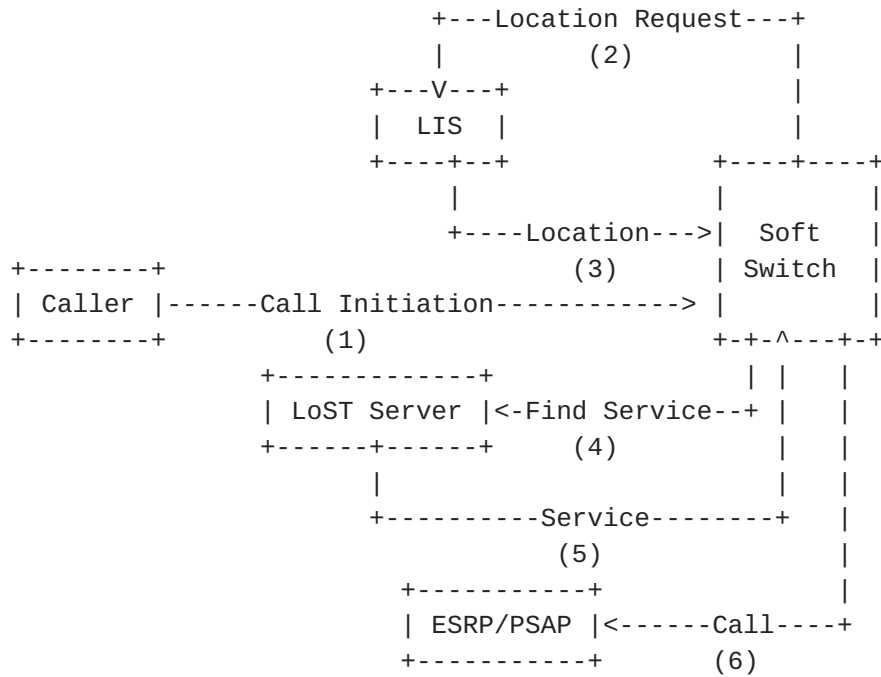 Location Request
(2)
LIS
Location
Soft
(3)
Switch
Caller
Call Initiation
(1)
LoST Server
Find Service
(4)
Service
(5)
ESRP/PSAP
Call
(6)